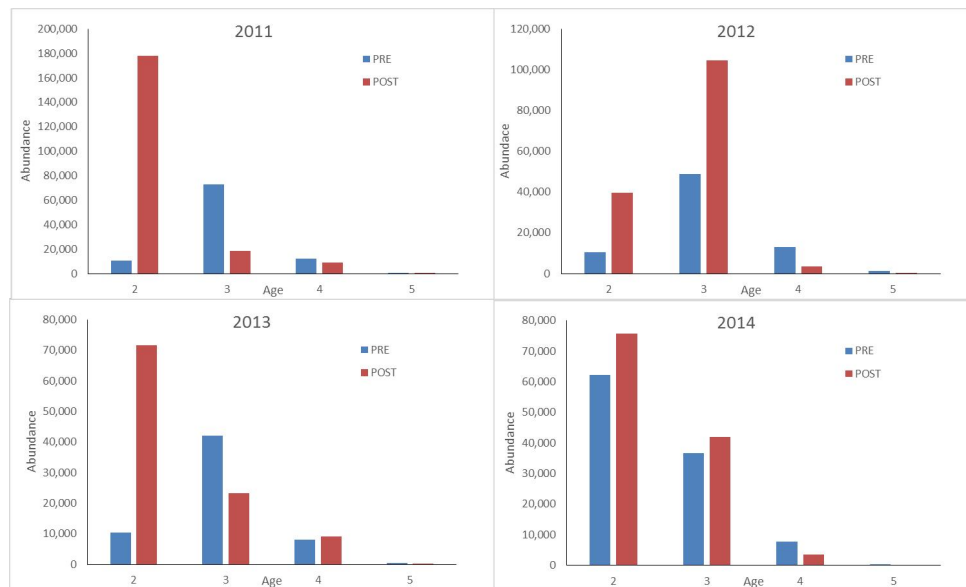 2011
200,000
180,000
160,000
140,000
120,000
100,000
80,000
60,000
40,000
20,000
0
Abundance
PRE
POST
2 3 Age 4 5
2012
120,000
100,000
80,000
60,000
40,000
20,000
0
Abundace
PRE
POST
2 3 Age 4 5
2013
80,000
70,000
60,000
50,000
40,000
30,000
20,000
10,000
0
Abundance
PRE
POST
2 3 Age 4 5
2014
80,000
70,000
60,000
50,000
40,000
30,000
20,000
10,000
0
Abundance
PRE
POST
2 3 Age 4 5